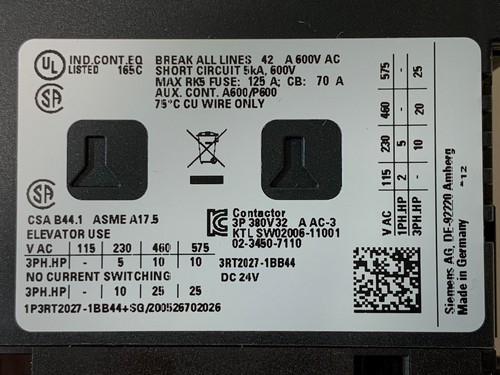 UL IND.CONT.EQ
LISTED 165C
BREAK ALL LINES 42 A 600V AC
SHORT CIRCUIT 5kA, 600V
MAX RK5 FUSE: 125 A; CB: 70 A
AUX. CONT. A600/P600
75°C CU WIRE ONLY
SA
SA
CSA B44.1 ASME A17.5
ELEVATOR USE
V AC | 115 | 230 | 460 | 575
3PH.HP | - | 5 | 10 | 10
NO CURRENT SWITCHING
3PH.HP | - | 10 | 25 | 25
1P3RT2027-1BB44+SG/200526702026
Contactor
3P 380V 32 A AC-3
KTL SW02006-11001
02-3450-7110
3RT2027-1BB44
DC 24V
V AC | 115 | 230 | 460 | 575
1PH.HP | 2 | 5 | - | -
3PH.HP | - | 10 | 20 | 25
Siemens AG, DE-92220 Amberg
Made in Germany *12